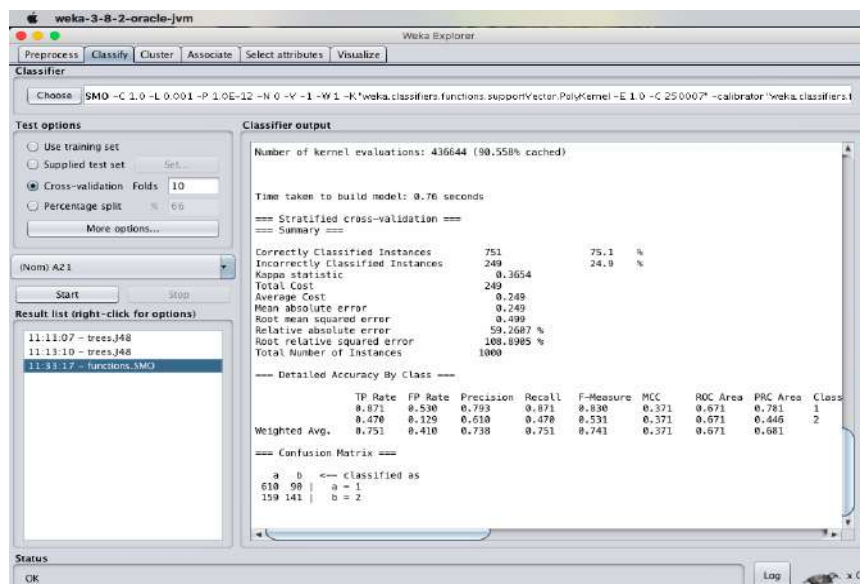 weka-3-8-2-oracle-jvm
Weka Explorer
Preprocess Classify Cluster Associate Select attributes Visualize
Classifier
Choose SMO -C 1.0 -L 0.001 -P 1.0E-12 -N 0 -V -1 -W 1 -K "weka.classifiers.functions.supportVector.PolyKernel -E 1.0 -C 250007" -calibrator "weka.classifiers.f
Test options
Use training set
Supplied test set Set...
Cross-validation Folds 10
Percentage split % 66
More options...
(Nom) A21
Start Stop
Result list (right-click for options)
11:11:07 - trees.J48
11:13:10 - trees.J48
11:33:17 - functions.SMO
Classifier output
Number of kernel evaluations: 436644 (90.558% cached)
Time taken to build model: 0.76 seconds
=== Stratified cross-validation ===
=== Summary ===
Correctly Classified Instances 751 75.1 %
Incorrectly Classified Instances 249 24.9 %
Kappa statistic 0.3654
Total Cost 249
Average Cost 0.249
Mean absolute error 0.249
Root mean squared error 0.499
Relative absolute error 59.2607 %
Root relative squared error 108.8905 %
Total Number of Instances 1000
=== Detailed Accuracy By Class ===
TP Rate FP Rate Precision Recall F-Measure MCC ROC Area PRC Area Class
0.871 0.530 0.793 0.871 0.830 0.371 0.671 0.781 1
0.470 0.129 0.610 0.470 0.531 0.371 0.671 0.446 2
Weighted Avg. 0.751 0.410 0.738 0.751 0.741 0.371 0.671 0.681
=== Confusion Matrix ===
a b <-- classified as
610 90 | a = 1
159 141 | b = 2
Status
OK
Log
x 0